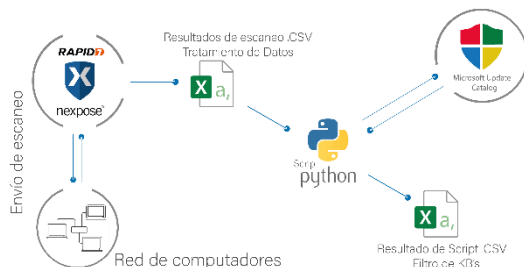 Resultados de escaneo .CSV
Tratamiento de Datos
RAPID7
nexpose
Envío de escaneo
X a,
Microsoft Update
Catalog
Script
python
X a,
Red de computadores
Resultado de Script .CSV
Filtro de KB's